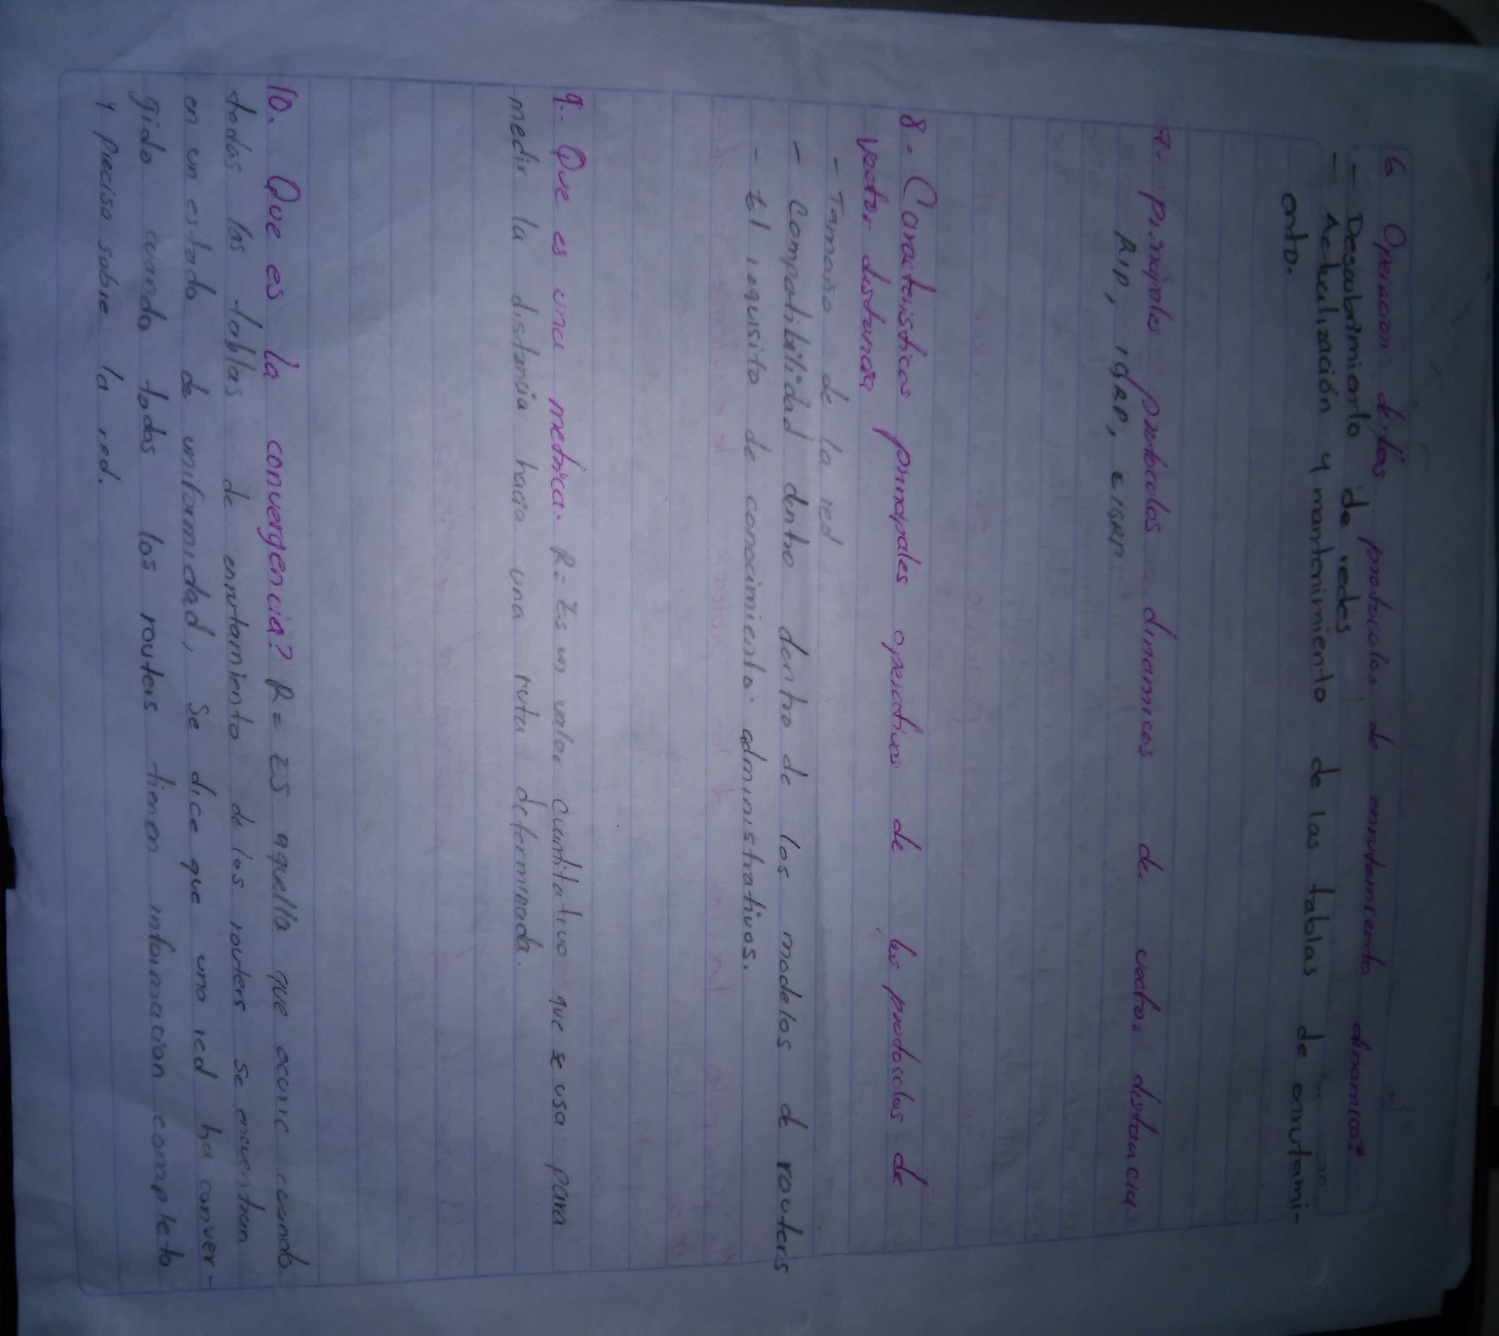 6 Operacion de los protocolos de enrutamiento dinamico?
- Descubrimiento de redes
- Actualización y mantenimiento de las tablas de enrutami-
ento.
7. principales protocolos dinamicos de vector distancia
RIP, IGRP, EIGRP.
8. Caracteristicas principales operativas de los protocolos de
vector distancia
- Tamaño de la red
- Compatibilidad dentro dentro de los modelos d routers
- El requisito de conocimiento administrativos.
9.. Que es una metrica. R= Es un valor cuantitativo que se usa para
medir la distancia hacia una ruta determinada.
10. Que es la convergencia? R= ES aquella que ocurre cuando
todas las tablas de enrutamiento de los routers se encuentran
en un estado de uniformidad, Se dice que una red ha conver-
gido cuando todos los routers tienen informacion completa
y precisa sobre la red.